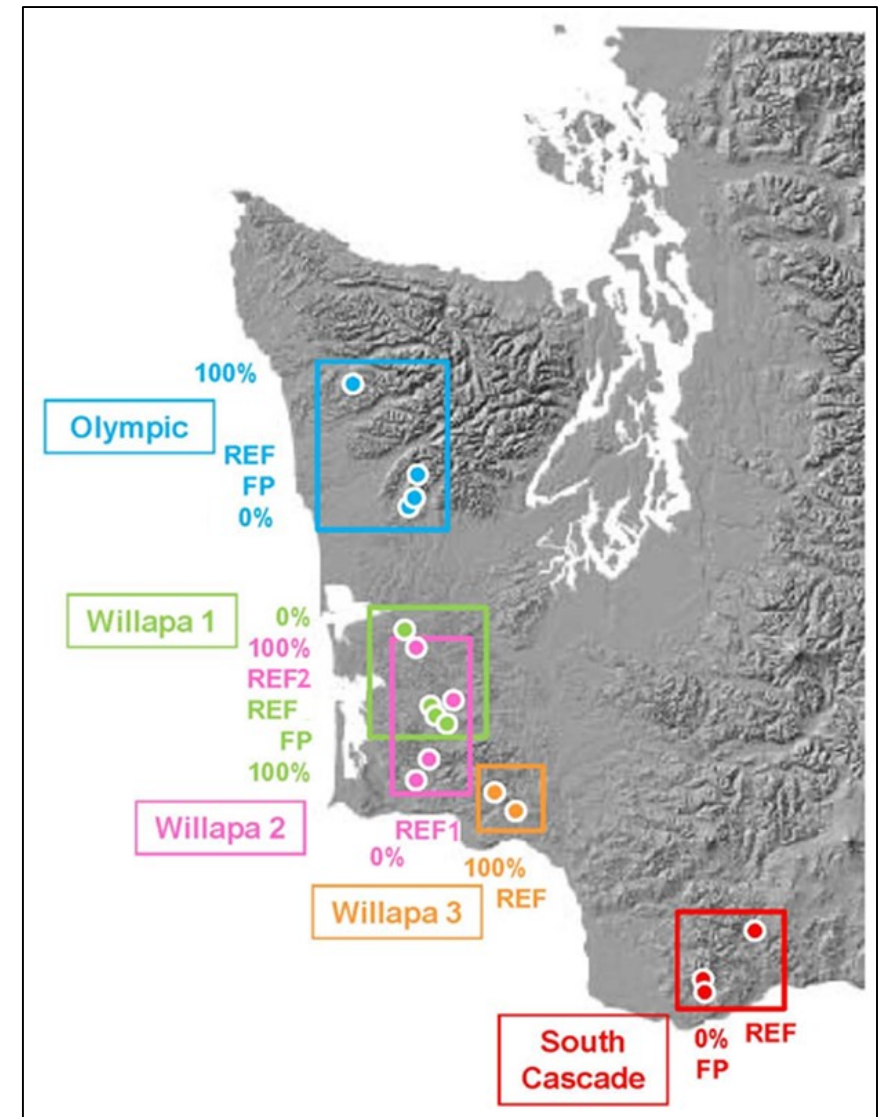 100%
Olympic
REF
FP
0%
Willapa 1
0%
100%
REF2
REF
FP
100%
Willapa 2
REF1
0%
100%
Willapa 3
REF
South
Cascade
0%
REF
FP